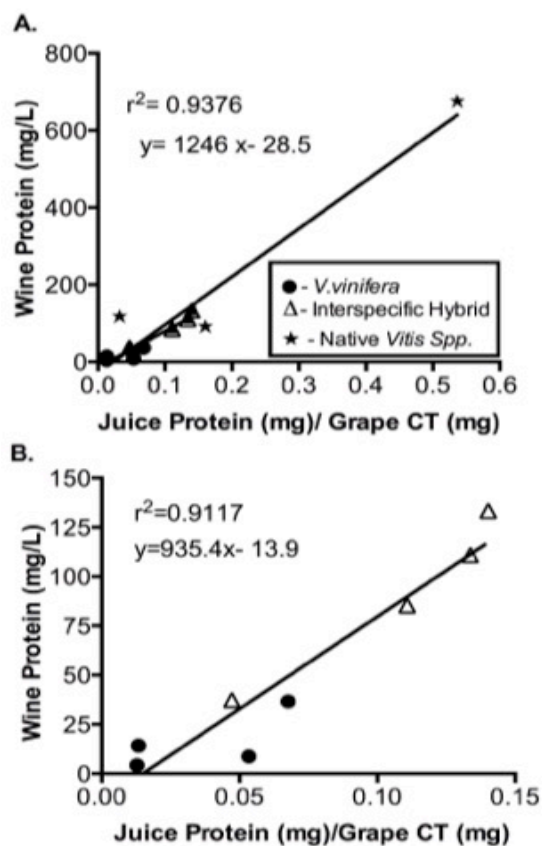 A.
800
600
400
200
0
Wine Protein (mg/L)
r²= 0.9376
y= 1246 x- 28.5
● - V.vinifera
△ - Interspecific Hybrid
★ - Native Vitis Spp.
0.0 0.1 0.2 0.3 0.4 0.5 0.6
Juice Protein (mg)/ Grape CT (mg)
B.
150
125
100
75
50
25
0
Wine Protein (mg/L)
r²=0.9117
y=935.4x- 13.9
0.00 0.05 0.10 0.15
Juice Protein (mg)/Grape CT (mg)